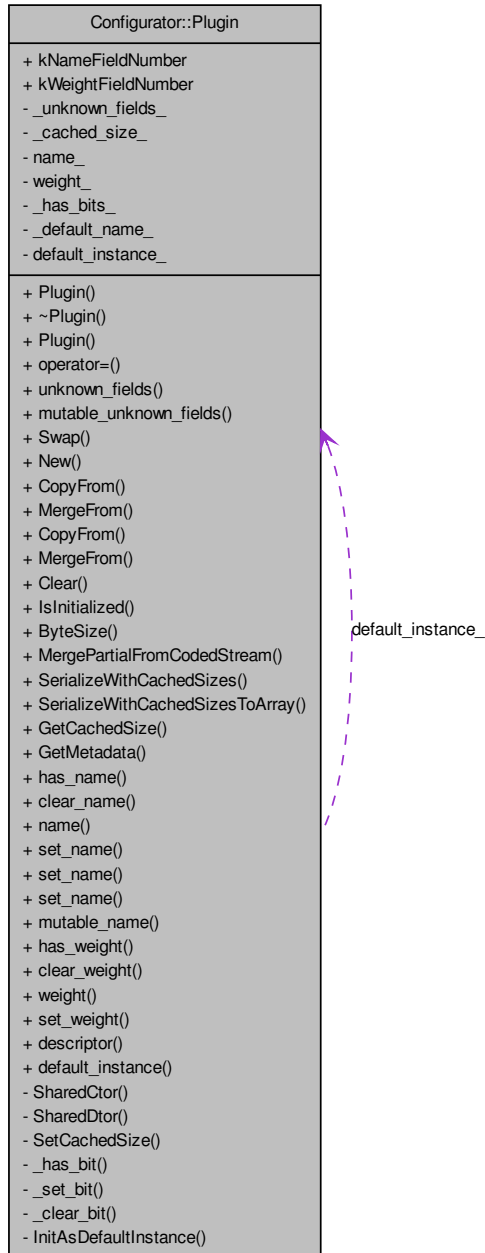 Configurator::Plugin
+ kNameFieldNumber
+ kWeightFieldNumber
- _unknown_fields_
- _cached_size_
- name_
- weight_
- _has_bits_
- _default_name_
- default_instance_
+ Plugin()
+ ~Plugin()
+ Plugin()
+ operator=()
+ unknown_fields()
+ mutable_unknown_fields()
+ Swap()
+ New()
+ CopyFrom()
+ MergeFrom()
+ CopyFrom()
+ MergeFrom()
+ Clear()
+ IsInitialized()
+ ByteSize()
+ MergePartialFromCodedStream()
+ SerializeWithCachedSizes()
+ SerializeWithCachedSizesToArray()
+ GetCachedSize()
+ GetMetadata()
+ has_name()
+ clear_name()
+ name()
+ set_name()
+ set_name()
+ set_name()
+ mutable_name()
+ has_weight()
+ clear_weight()
+ weight()
+ set_weight()
+ descriptor()
+ default_instance()
- SharedCtor()
- SharedDtor()
- SetCachedSize()
- _has_bit()
- _set_bit()
- _clear_bit()
- InitAsDefaultInstance()
default_instance_